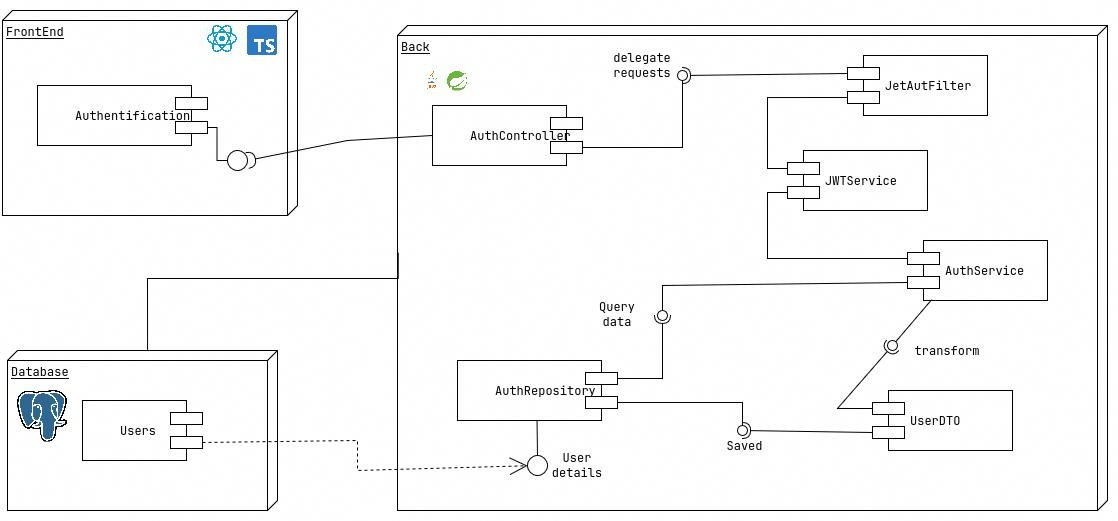 FrontEnd
TS
Authentification
Back
delegate
requests
JetAutFilter
AuthController
JWTService
AuthService
Query
data
transform
Database
AuthRepository
Users
UserDTO
Saved
User
details